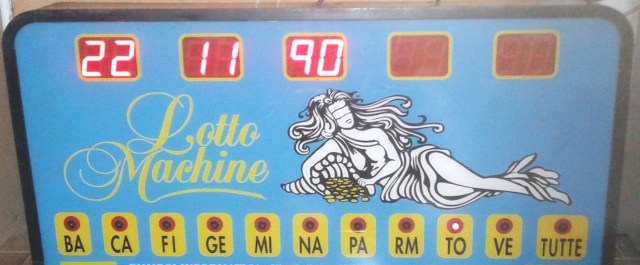 22 11 90
Lotto
Machine
BA CA FI GE MI NA PA RM TO VE TUTTE